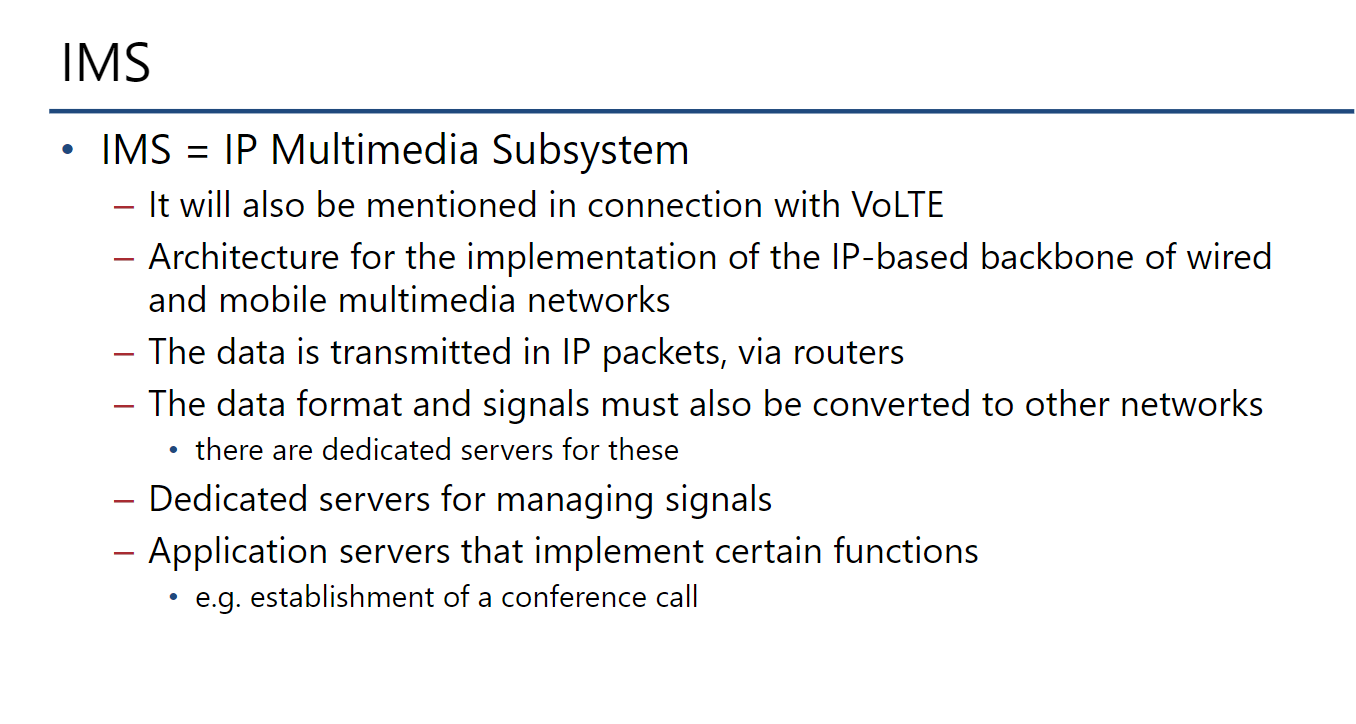 IMS
• IMS = IP Multimedia Subsystem
– It will also be mentioned in connection with VoLTE
– Architecture for the implementation of the IP-based backbone of wired
and mobile multimedia networks
– The data is transmitted in IP packets, via routers
– The data format and signals must also be converted to other networks
• there are dedicated servers for these
– Dedicated servers for managing signals
– Application servers that implement certain functions
• e.g. establishment of a conference call